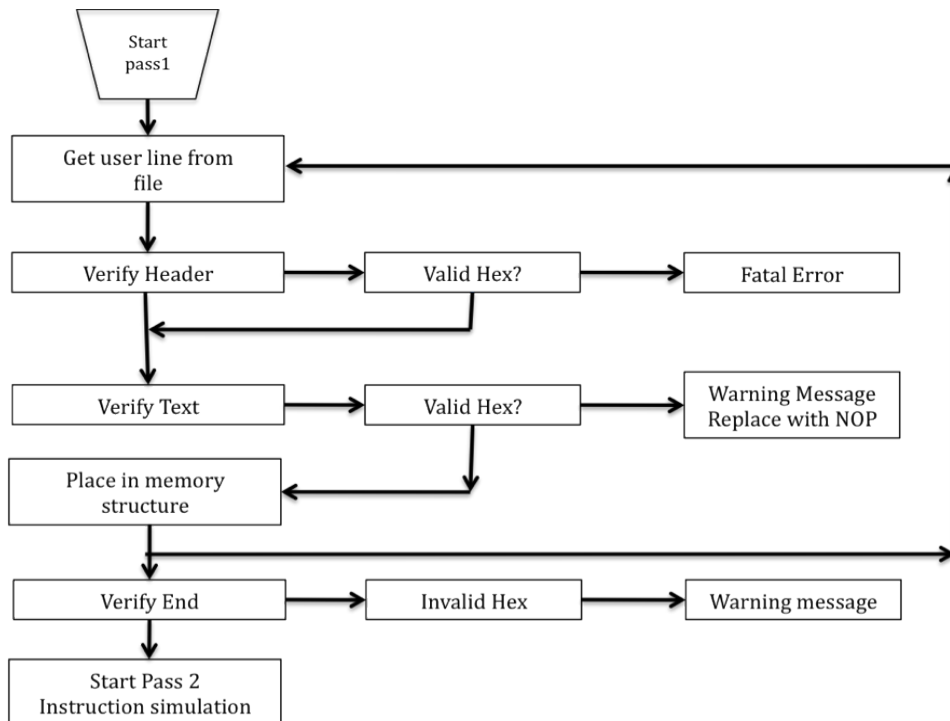 Start
pass1
Get user line from
file
Verify Header
Valid Hex?
Fatal Error
Verify Text
Valid Hex?
Warning Message
Replace with NOP
Place in memory
structure
Verify End
Invalid Hex
Warning message
Start Pass 2
Instruction simulation